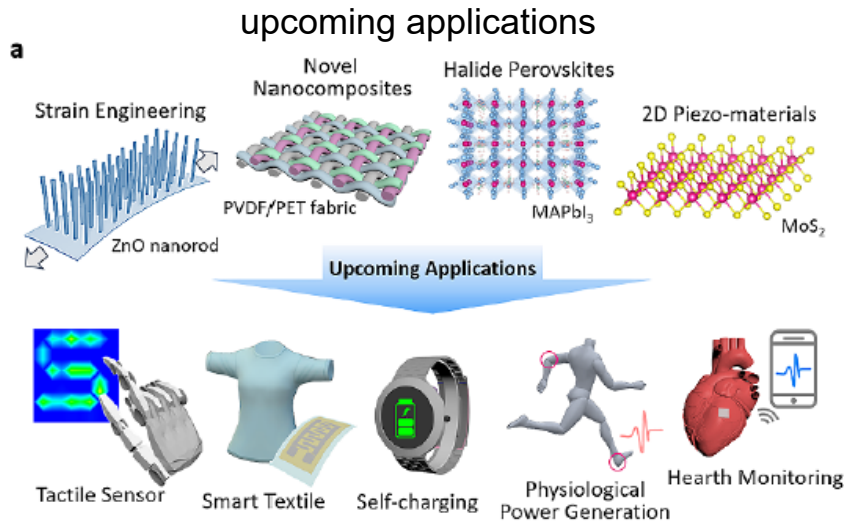 upcoming applications
a
Strain Engineering
ZnO nanorod
Novel
Nanocomposites
PVDF/PET fabric
Halide Perovskites
MAPbI₃
2D Piezo-materials
MoS₂
Upcoming Applications
Tactile Sensor
Smart Textile
Self-charging
Physiological
Power Generation
Hearth Monitoring